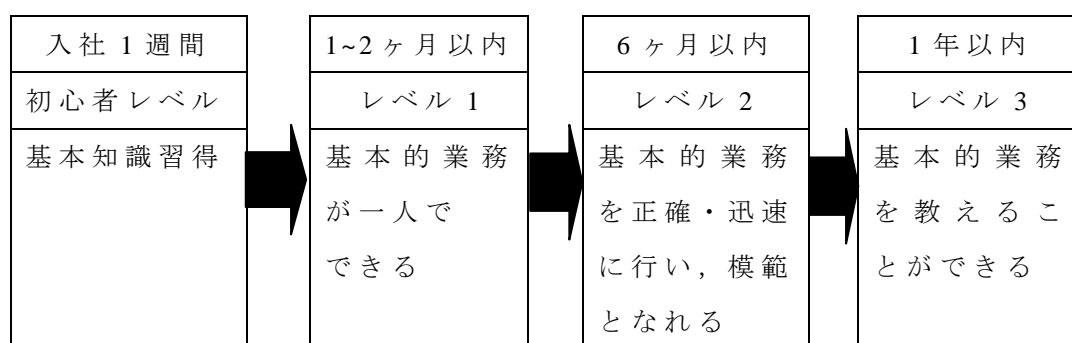 入社1週間
初心者レベル
基本知識習得
1~2ヶ月以内
レベル1
基本的業務
が一人で
できる
6ヶ月以内
レベル2
基本的業務
を正確・迅速
に行い，模範
となれる
1年以内
レベル3
基本的業務
を教えるこ
とができる